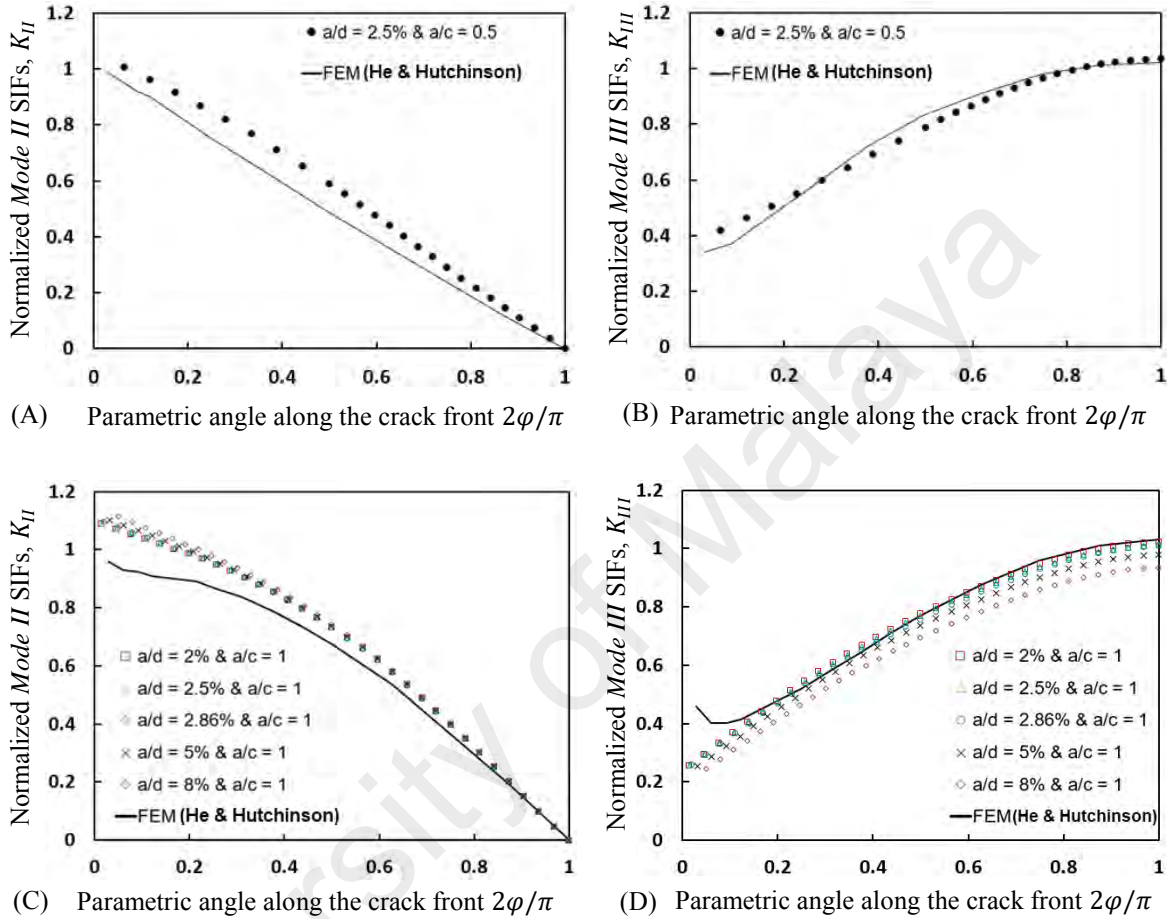 Normalized Mode II SIFs, K_II
1.2
1
0.8
0.6
0.4
0.2
0
0 0.2 0.4 0.6 0.8 1
a/d = 2.5% & a/c = 0.5
FEM (He & Hutchinson)
(A) Parametric angle along the crack front 2φ/π
Normalized Mode III SIFs, K_III
1.2
1
0.8
0.6
0.4
0.2
0
0 0.2 0.4 0.6 0.8 1
a/d = 2.5% & a/c = 0.5
FEM (He & Hutchinson)
(B) Parametric angle along the crack front 2φ/π
Normalized Mode II SIFs, K_II
1.2
1
0.8
0.6
0.4
0.2
0
0 0.2 0.4 0.6 0.8 1
a/d = 2% & a/c = 1
a/d = 2.5% & a/c = 1
a/d = 2.86% & a/c = 1
a/d = 5% & a/c = 1
a/d = 8% & a/c = 1
FEM (He & Hutchinson)
(C) Parametric angle along the crack front 2φ/π
Normalized Mode III SIFs, K_III
1.2
1
0.8
0.6
0.4
0.2
0
0 0.2 0.4 0.6 0.8 1
a/d = 2% & a/c = 1
a/d = 2.5% & a/c = 1
a/d = 2.86% & a/c = 1
a/d = 5% & a/c = 1
a/d = 8% & a/c = 1
FEM(He & Hutchinson)
(D) Parametric angle along the crack front 2φ/π
rsity of Malaya